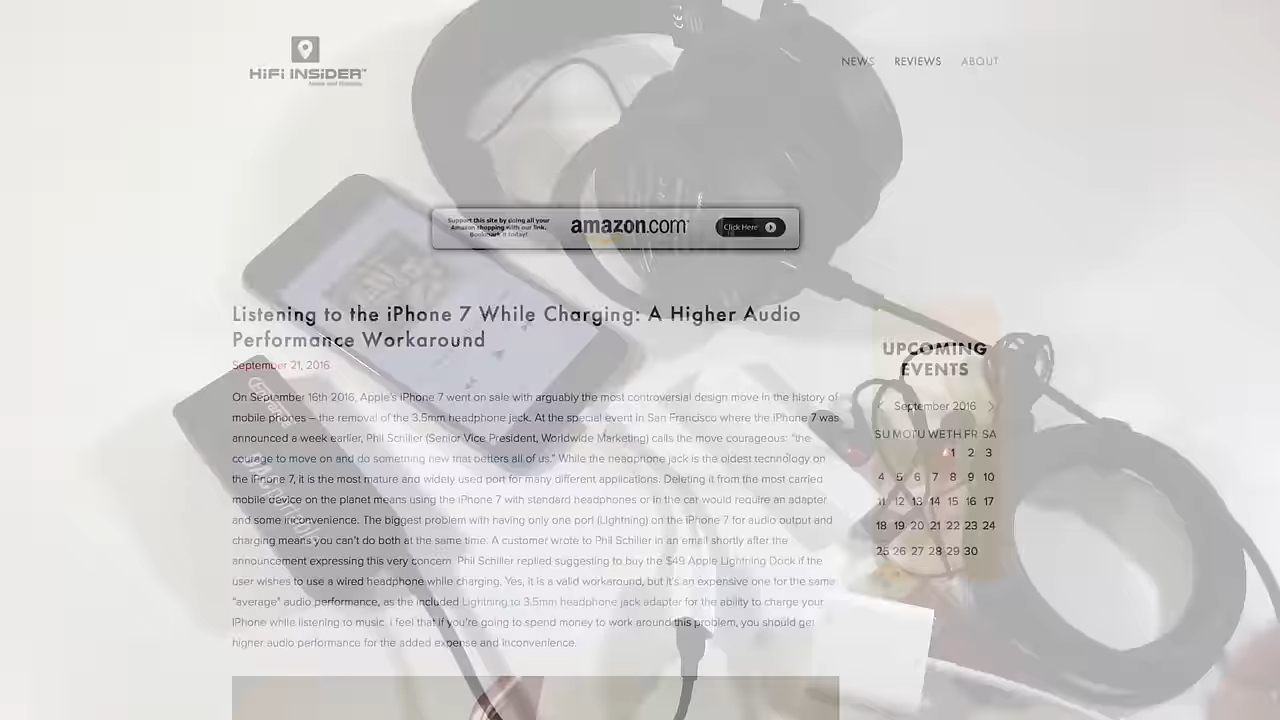 HiFi INSiDER
NEWS REVIEWS ABOUT
Support this site by doing all your
Amazon shopping with our link.
Bookmark it today!
amazon.com
Click Here
Listening to the iPhone 7 While Charging: A Higher Audio
Performance Workaround
September 21, 2016
On September 16th 2016, Apple's iPhone 7 went on sale with arguably the most controversial design move in the history of
mobile phones – the removal of the 3.5mm headphone jack. At the special event in San Francisco where the iPhone 7 was
announced a week earlier, Phil Schiller (Senior Vice President, Worldwide Marketing) calls the move courageous: "the
courage to move on and do something new that betters all of us." While the headphone jack is the oldest technology on
the iPhone 7, it is the most mature and widely used port for many different applications. Deleting it from the most carried
mobile device on the planet means using the iPhone 7 with standard headphones or in the car would require an adapter
and some inconvenience. The biggest problem with having only one port (Lightning) on the iPhone 7 for audio output and
charging means you can't do both at the same time. A customer wrote to Phil Schiller in an email shortly after the
announcement expressing this very concern. Phil Schiller replied suggesting to buy the $49 Apple Lightning Dock if the
user wishes to use a wired headphone while charging. Yes, it is a valid workaround, but it's an expensive one for the same
"average" audio performance, as the included Lightning to 3.5mm headphone jack adapter for the ability to charge your
iPhone while listening to music. I feel that if you're going to spend money to work around this problem, you should get
higher audio performance for the added expense and inconvenience.
UPCOMING
EVENTS
September 2016
SU MO TU WE TH FR SA
1 2 3
4 5 6 7 8 9 10
11 12 13 14 15 16 17
18 19 20 21 22 23 24
25 26 27 28 29 30